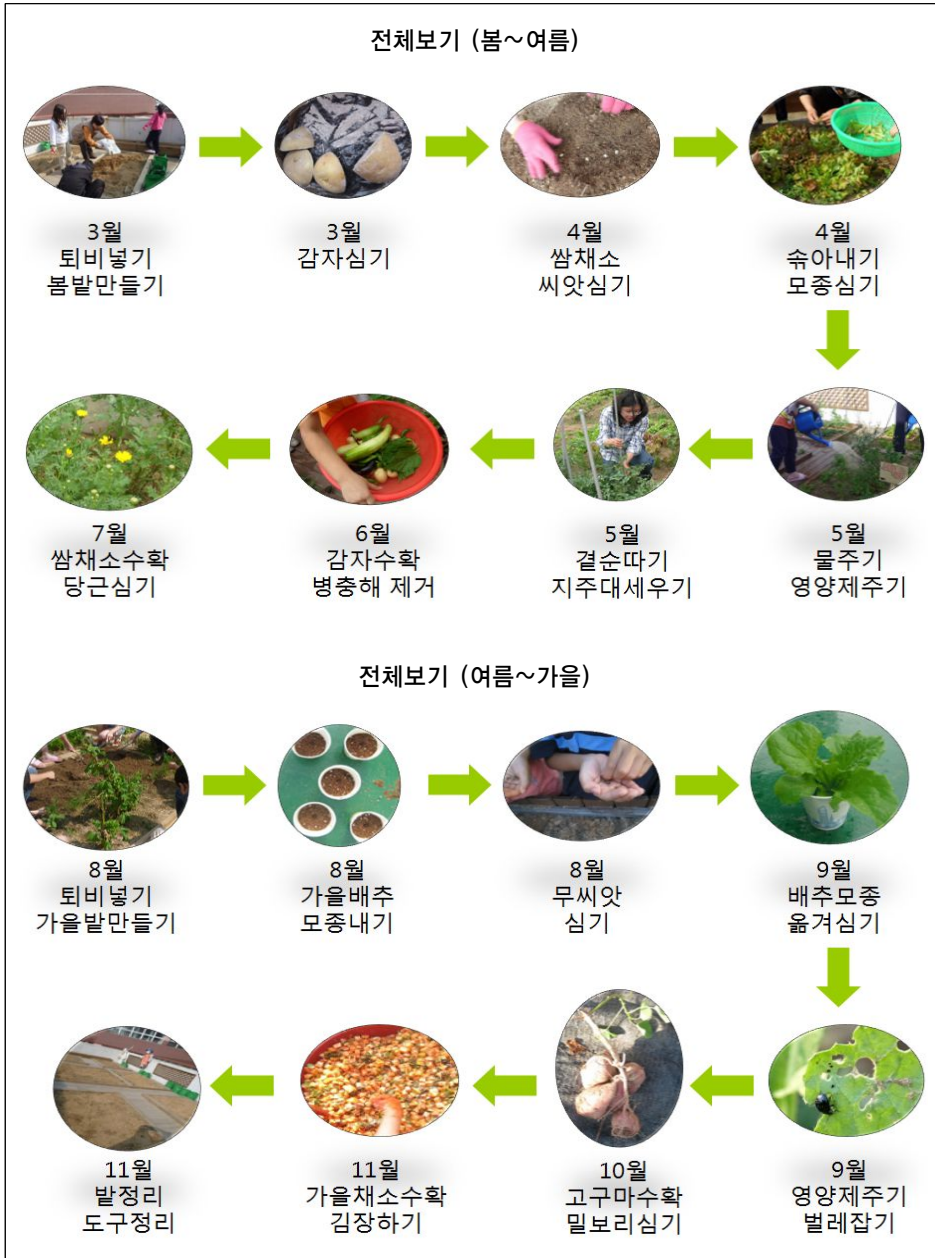 전체보기 (봄~여름)
3월
퇴비넣기
봄밭만들기
3월
감자심기
4월
쌈채소
씨앗심기
4월
솎아내기
모종심기
5월
물주기
영양제주기
5월
곁순따기
지주대세우기
6월
감자수확
병충해 제거
7월
쌈채소수확
당근심기
전체보기 (여름~가을)
8월
퇴비넣기
가을밭만들기
8월
가을배추
모종내기
8월
무씨앗
심기
9월
배추모종
옮겨심기
9월
영양제주기
벌레잡기
10월
고구마수확
밀보리심기
11월
가을채소수확
김장하기
11월
밭정리
도구정리